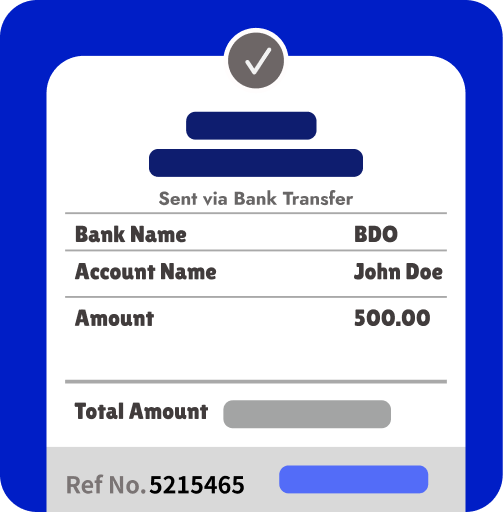 Sent via Bank Transfer
Bank Name BDO
Account Name John Doe
Amount 500.00
Total Amount
Ref No. 5215465